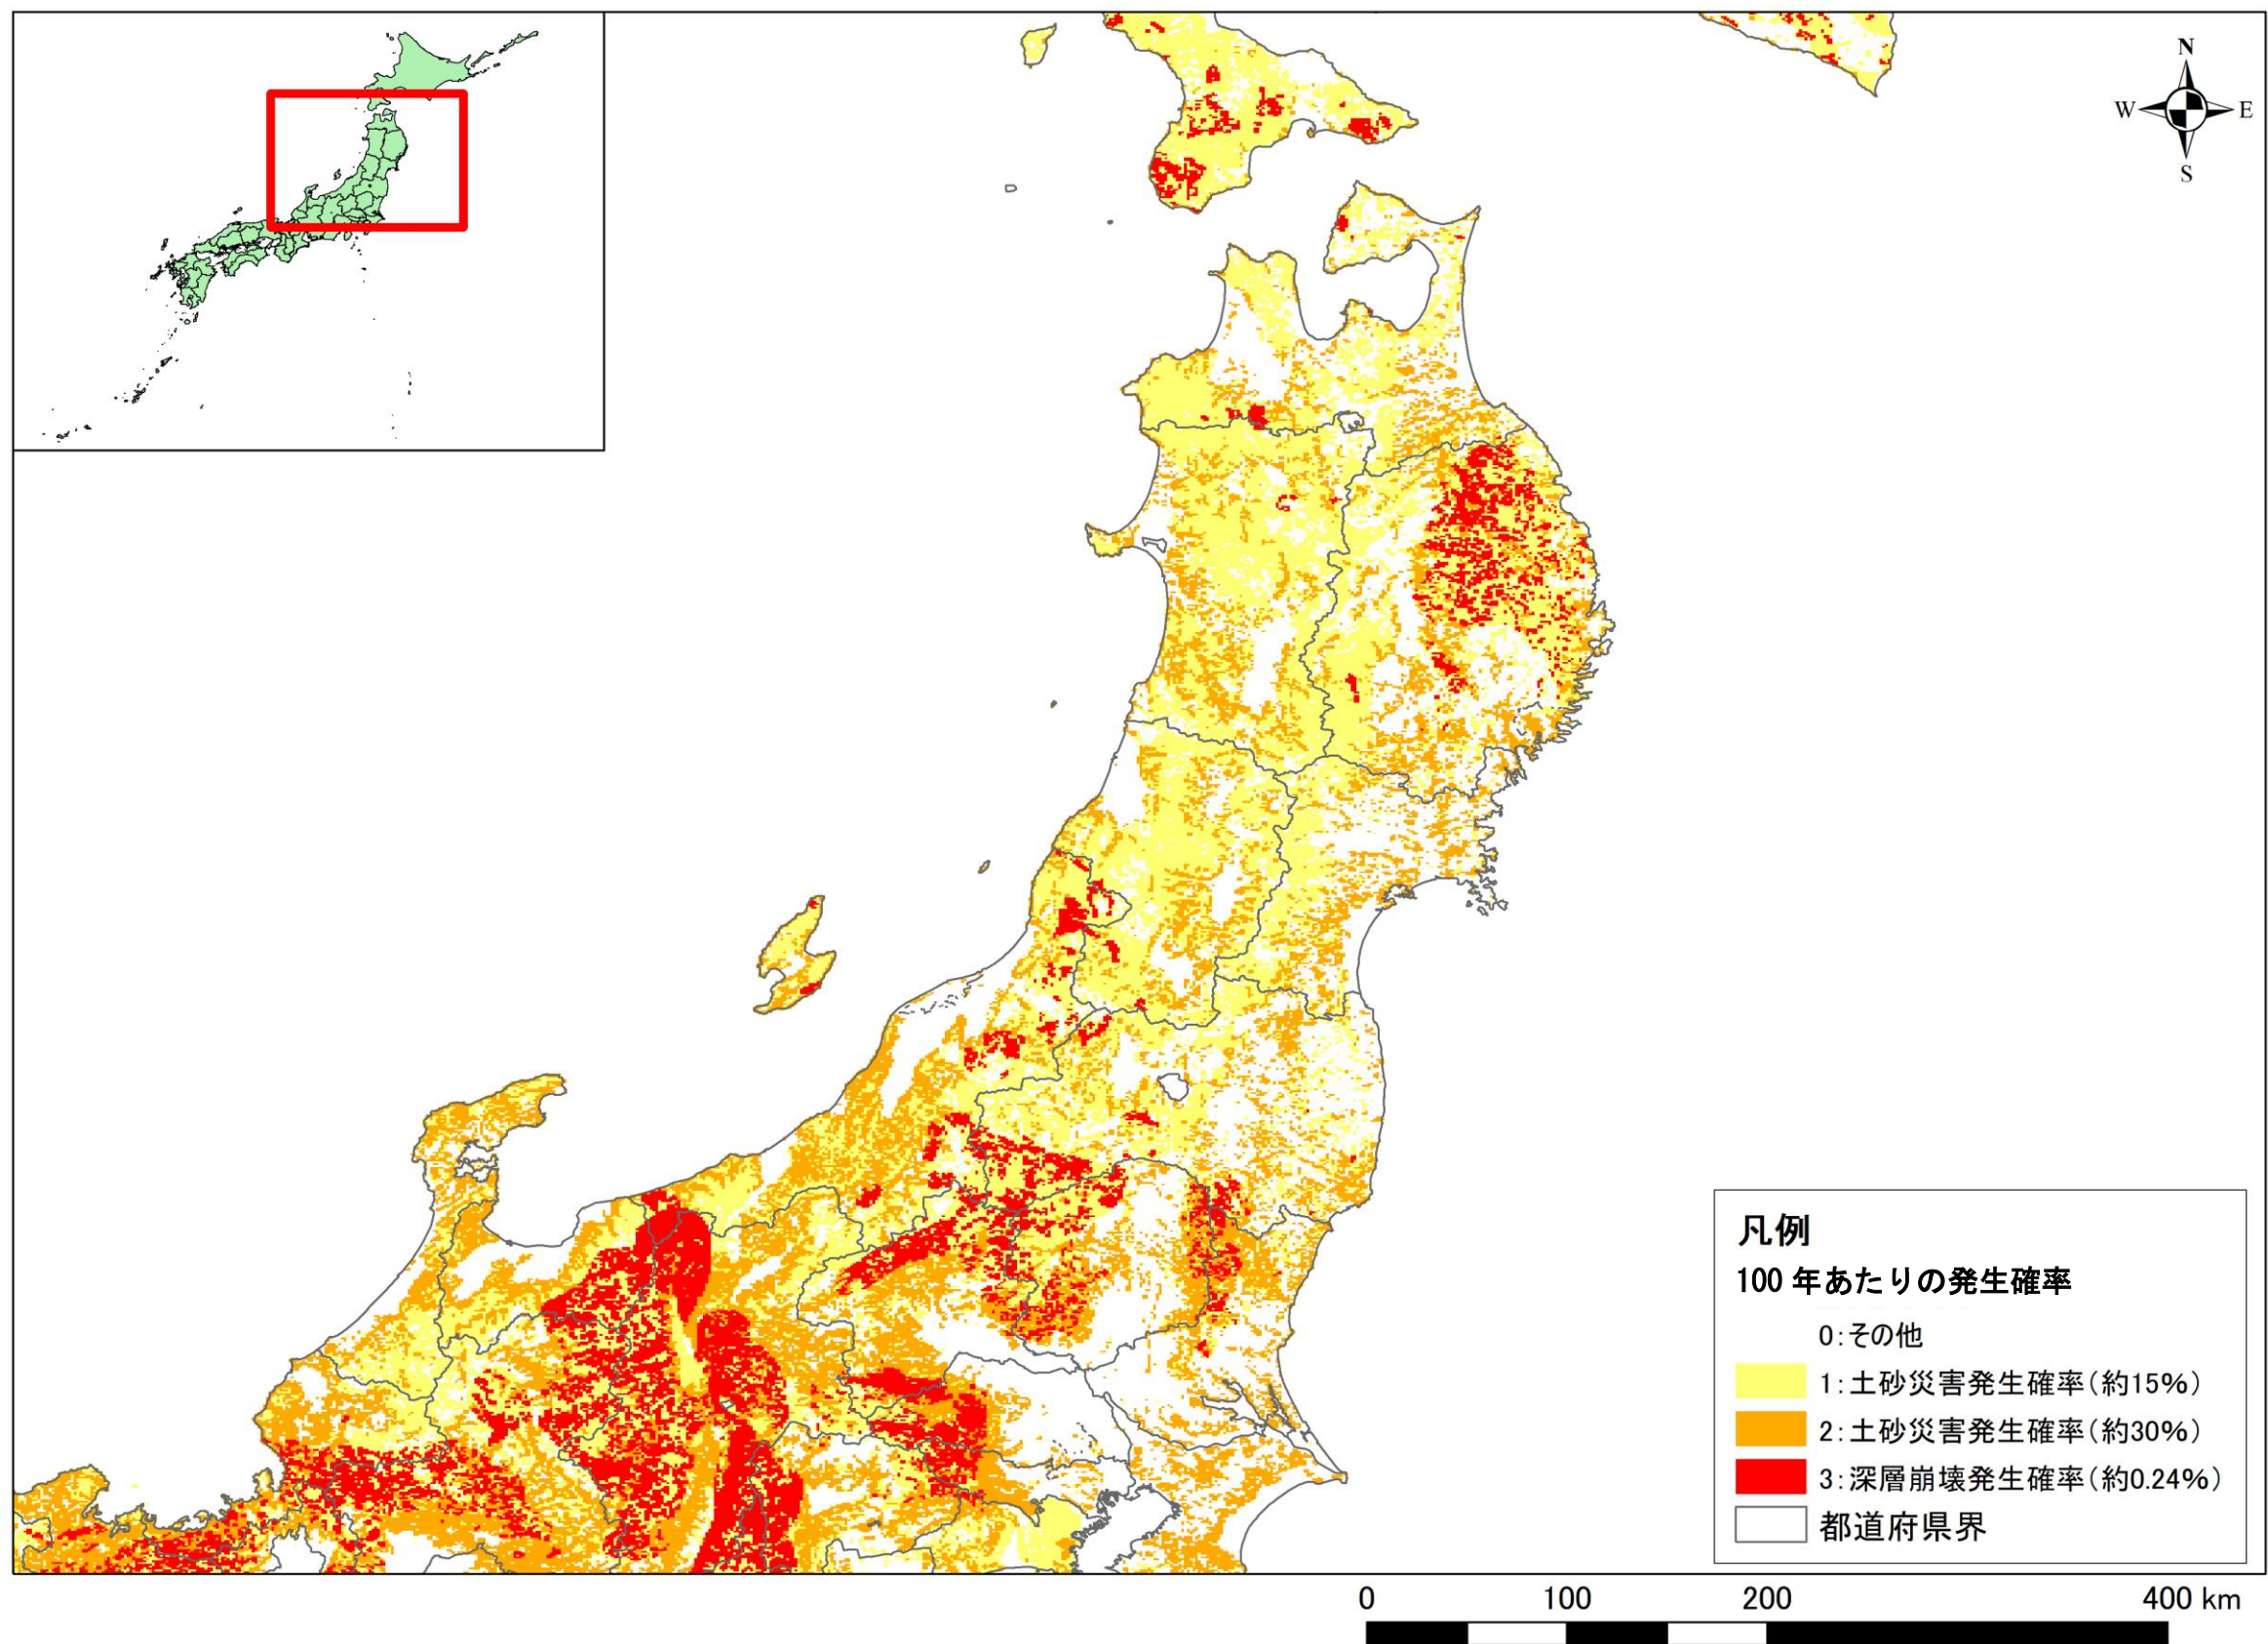 N
W
E
S
凡例
100 年あたりの発生確率
0:その他
1:土砂災害発生確率(約15%)
2:土砂災害発生確率(約30%)
3:深層崩壊発生確率(約0.24%)
都道府県界
0 100 200 400 km